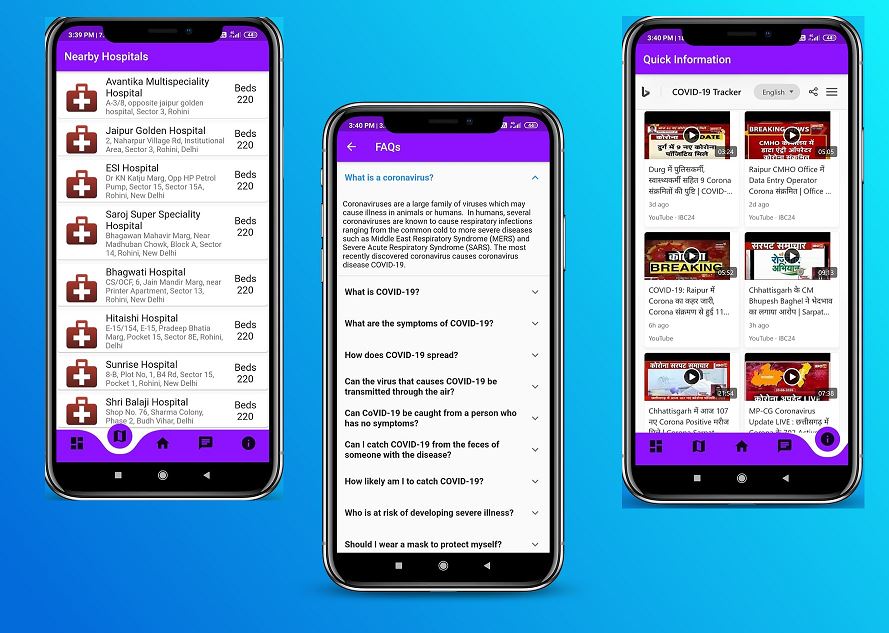 3:39 PM | 7.
Nearby Hospitals
Avantika Multispeciality
Hospital
A-3/8, opposite jaipur golden
hospital, Sector 3, Rohini
Beds
220
Jaipur Golden Hospital
2, Naharpur Village Rd, Institutional
Area, Sector 3, Rohini, Delhi
Beds
220
ESI Hospital
Dr KN Katju Marg, Opp HP Petrol
Pump, Sector 15, Sector 15A,
Rohini, New Delhi
Beds
220
Saroj Super Speciality
Hospital
Bhagawan Mahavir Marg, Near
Madhuban Chowk, Block A, Sector
14, Rohini, New Delhi
Beds
220
Bhagwati Hospital
CS/OCF, 6, Jain Mandir Marg, near
Printer Apartment, Sector 13,
Rohini, New Delhi
Beds
220
Hitaishi Hospital
E-15/154, E-15, Pradeep Bhatia
Marg, Pocket 15, Sector 8E, Rohini,
Delhi
Beds
220
Sunrise Hospital
8-B, Plot No, 1, B4 Rd, Sector 15,
Pocket 1, Rohini, New Delhi
Beds
220
Shri Balaji Hospital
Shop No. 76, Sharma Colony,
Phase 2, Budh Vihar, Delhi
Beds
220
3:40 PM | 3.
FAQs
What is a coronavirus?
Coronaviruses are a large family of viruses which may
cause illness in animals or humans. In humans, several
coronaviruses are known to cause respiratory infections
ranging from the common cold to more severe diseases
such as Middle East Respiratory Syndrome (MERS) and
Severe Acute Respiratory Syndrome (SARS). The most
recently discovered coronavirus causes coronavirus
disease COVID-19.
What is COVID-19?
What are the symptoms of COVID-19?
How does COVID-19 spread?
Can the virus that causes COVID-19 be
transmitted through the air?
Can CoVID-19 be caught from a person who
has no symptoms?
Can I catch COVID-19 from the feces of
someone with the disease?
How likely am I to catch COVID-19?
Who is at risk of developing severe illness?
Should I wear a mask to protect myself?
3:40 PM | 1
Quick Information
COVID-19 Tracker
English
DATE
दुर्ग में 9 नए कोरोना
पॉजिटिव मिले
03:24
Durg में पुलिसकर्मी,
स्वास्थ्यकर्मी सहित 9 Corona
संक्रमितों की पुष्टि | COVID-...
3d ago
YouTube · IBC24
BREAKING NEWS
CMHO
डाटा एंट्री ऑपरेटर
कोरोना संक्रमित
05:05
Raipur CMHO Office में
Data Entry Operator
Corona संक्रमित | Office ...
2d ago
YouTube · IBC24
BREAKING
05:52
COVID-19: Raipur में
Corona का कहर जारी,
Corona संक्रमण से हुई 11...
6h ago
YouTube
सरपट समाचार
अभियान
09:13
Chhattisgarh के CM
Bhupesh Baghel ने भेदभाव
का लगाया आरोप | Sarpat...
3h ago
YouTube · IBC24
कोरोना सरपट समाचार
21:54
Chhattisgarh में आज 107
नए Corona Positive मरीज
07:38
MP-CG Coronavirus
Update LIVE : छत्तीसगढ़ में